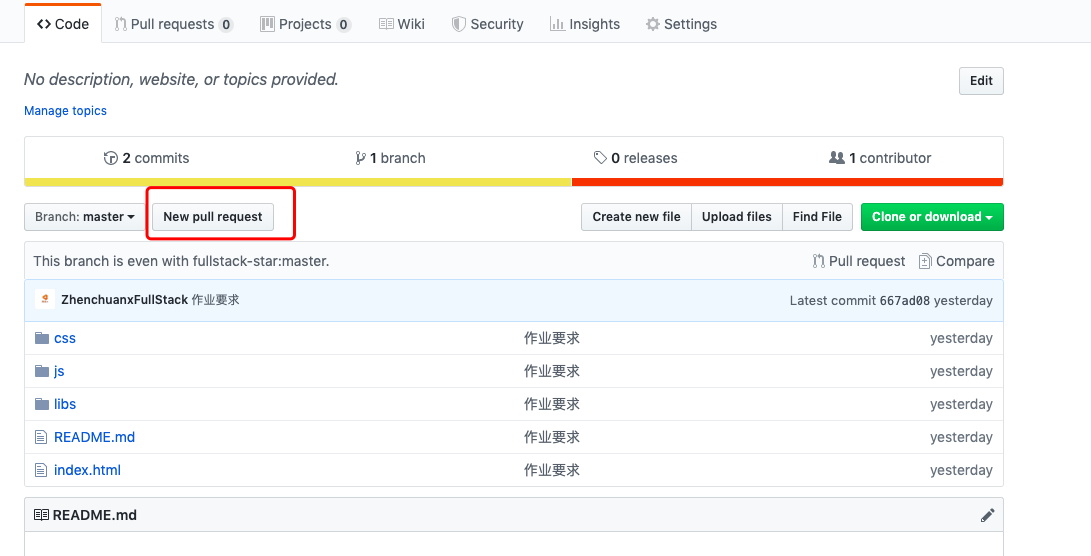 Code Pull requests 0 Projects 0 Wiki Security Insights Settings
No description, website, or topics provided. Edit
Manage topics
2 commits 1 branch 0 releases 1 contributor
Branch: master New pull request Create new file Upload files Find File Clone or download
This branch is even with fullstack-star:master. Pull request Compare
ZhenchuanxFullStack 作业要求 Latest commit 667ad08 yesterday
css 作业要求 yesterday
js 作业要求 yesterday
libs 作业要求 yesterday
README.md 作业要求 yesterday
index.html 作业要求 yesterday
README.md